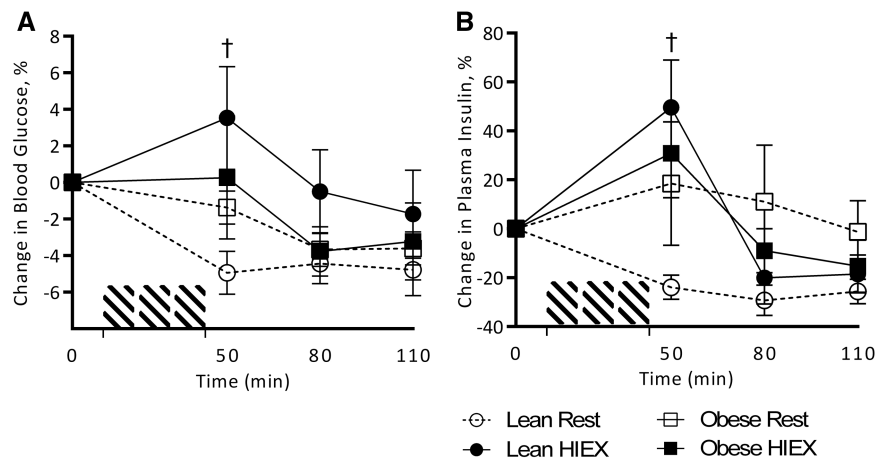 A
Change in Blood Glucose, %
8
6
4
2
0
-2
-4
-6
†
0 50 80 110
Time (min)
B
Change in Plasma Insulin, %
80
60
40
20
0
-20
-40
†
0 50 80 110
Time (min)
Lean Rest Obese Rest
Lean HIEX Obese HIEX